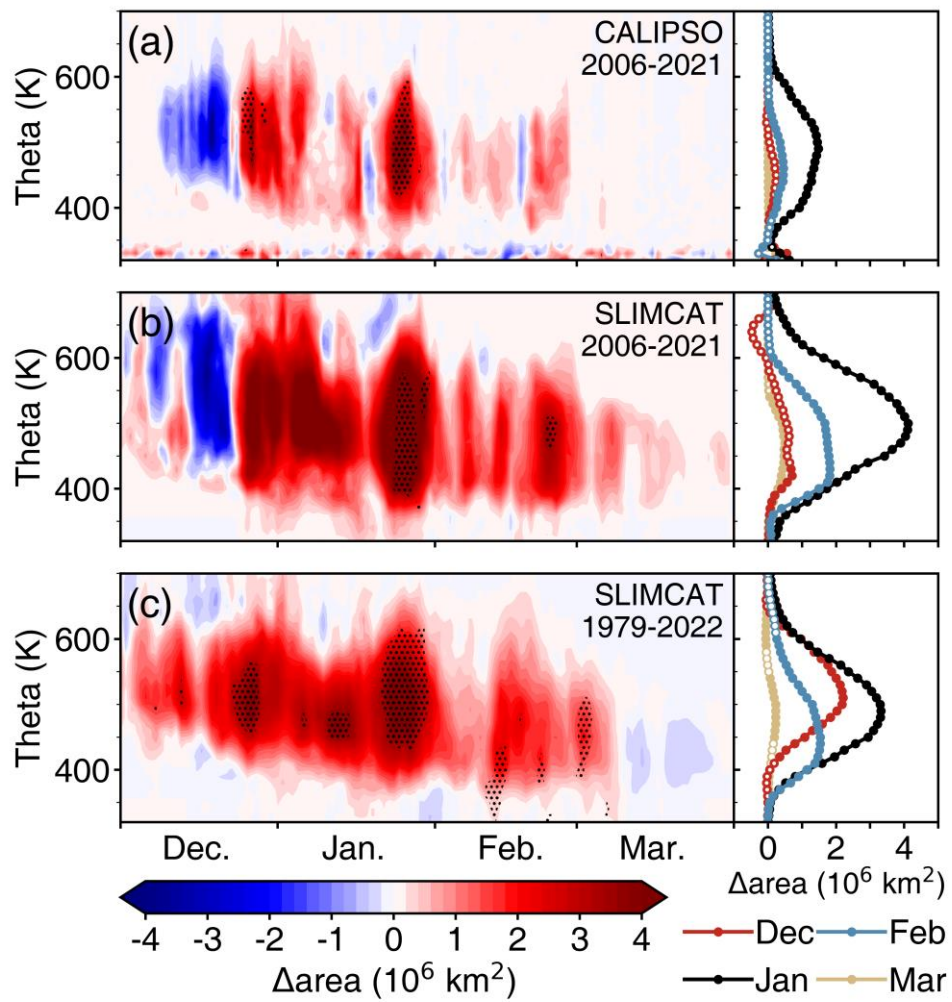 (a)
CALIPSO
2006-2021
Theta (K)
600
400
(b)
SLIMCAT
2006-2021
Theta (K)
600
400
(c)
SLIMCAT
1979-2022
Theta (K)
600
400
Dec. Jan. Feb. Mar.
0 2 4
Δarea (10⁶ km²)
-4 -3 -2 -1 0 1 2 3 4
Δarea (10⁶ km²)
Dec Feb
Jan Mar